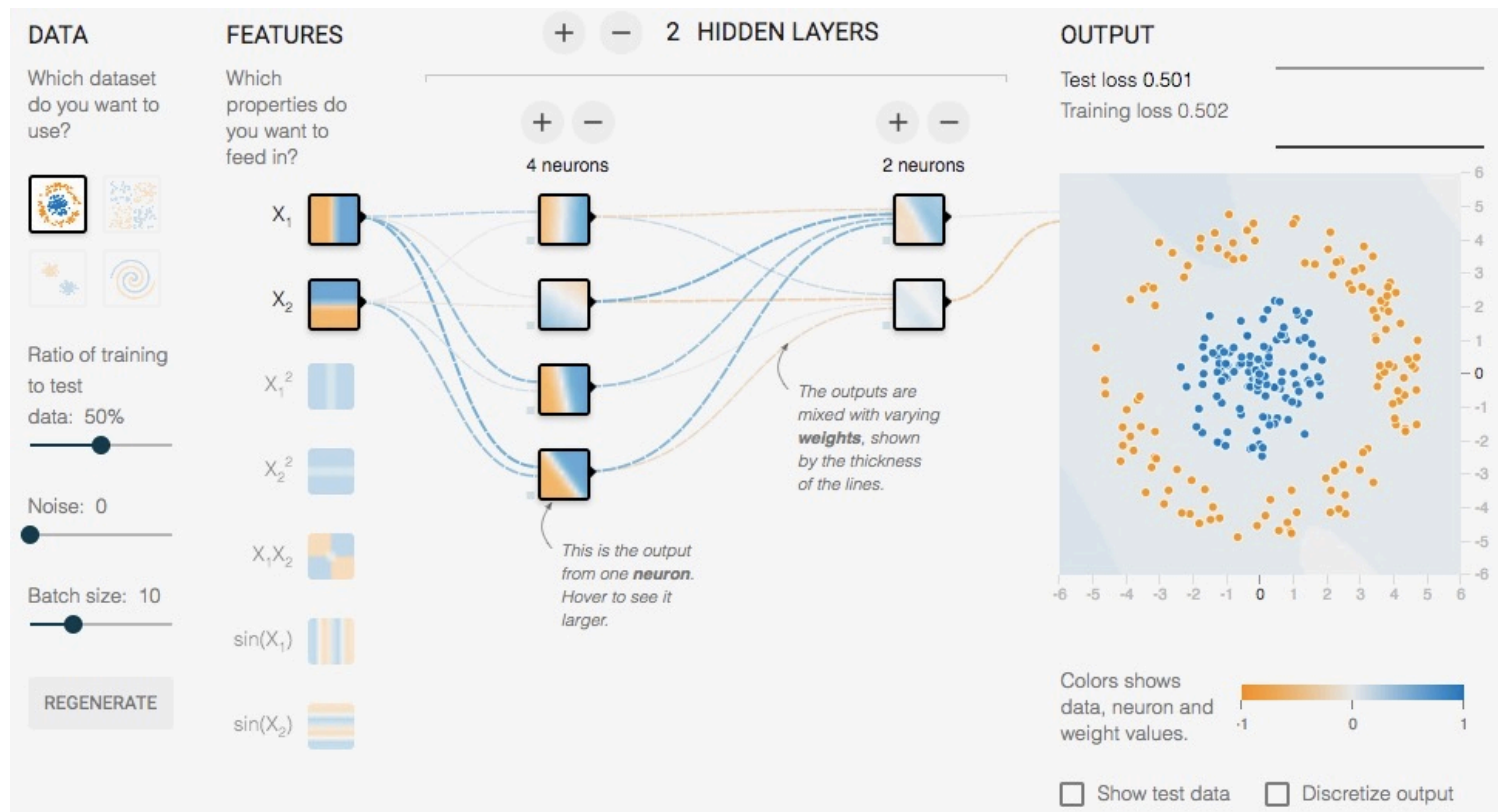 DATA
Which dataset
do you want to
use?
Ratio of training
to test
data: 50%
Noise: 0
Batch size: 10
REGENERATE
FEATURES
Which
properties do
you want to
feed in?
X₁
X₂
X₁²
X₂²
X₁X₂
sin(X₁)
sin(X₂)
+ − 2 HIDDEN LAYERS
+ −
4 neurons
+ −
2 neurons
The outputs are
mixed with varying
weights, shown
by the thickness
of the lines.
This is the output
from one neuron.
Hover to see it
larger.
OUTPUT
Test loss 0.501
Training loss 0.502
6
5
4
3
2
1
0
-1
-2
-3
-4
-5
-6
-6 -5 -4 -3 -2 -1 0 1 2 3 4 5 6
Colors shows
data, neuron and
weight values.
-1 0 1
Show test data
Discretize output